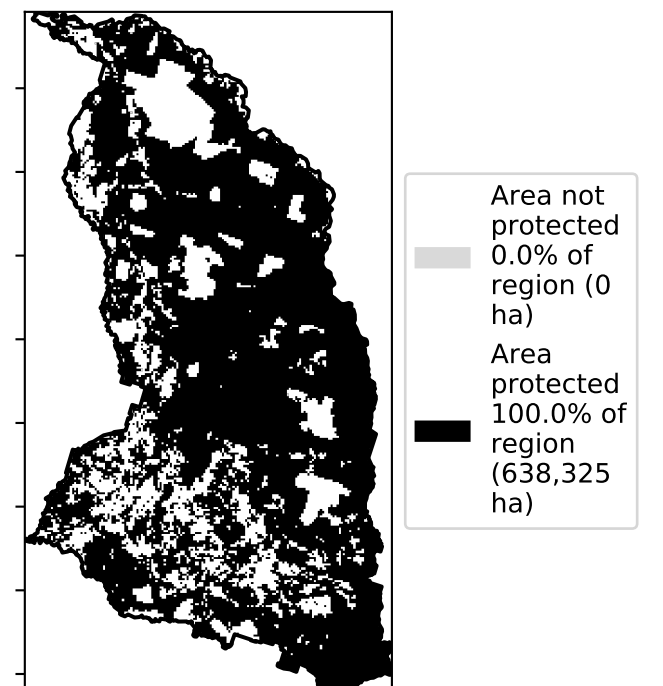 Area not
protected
0.0% of
region (0
ha)
Area
protected
100.0% of
region
(638,325
ha)